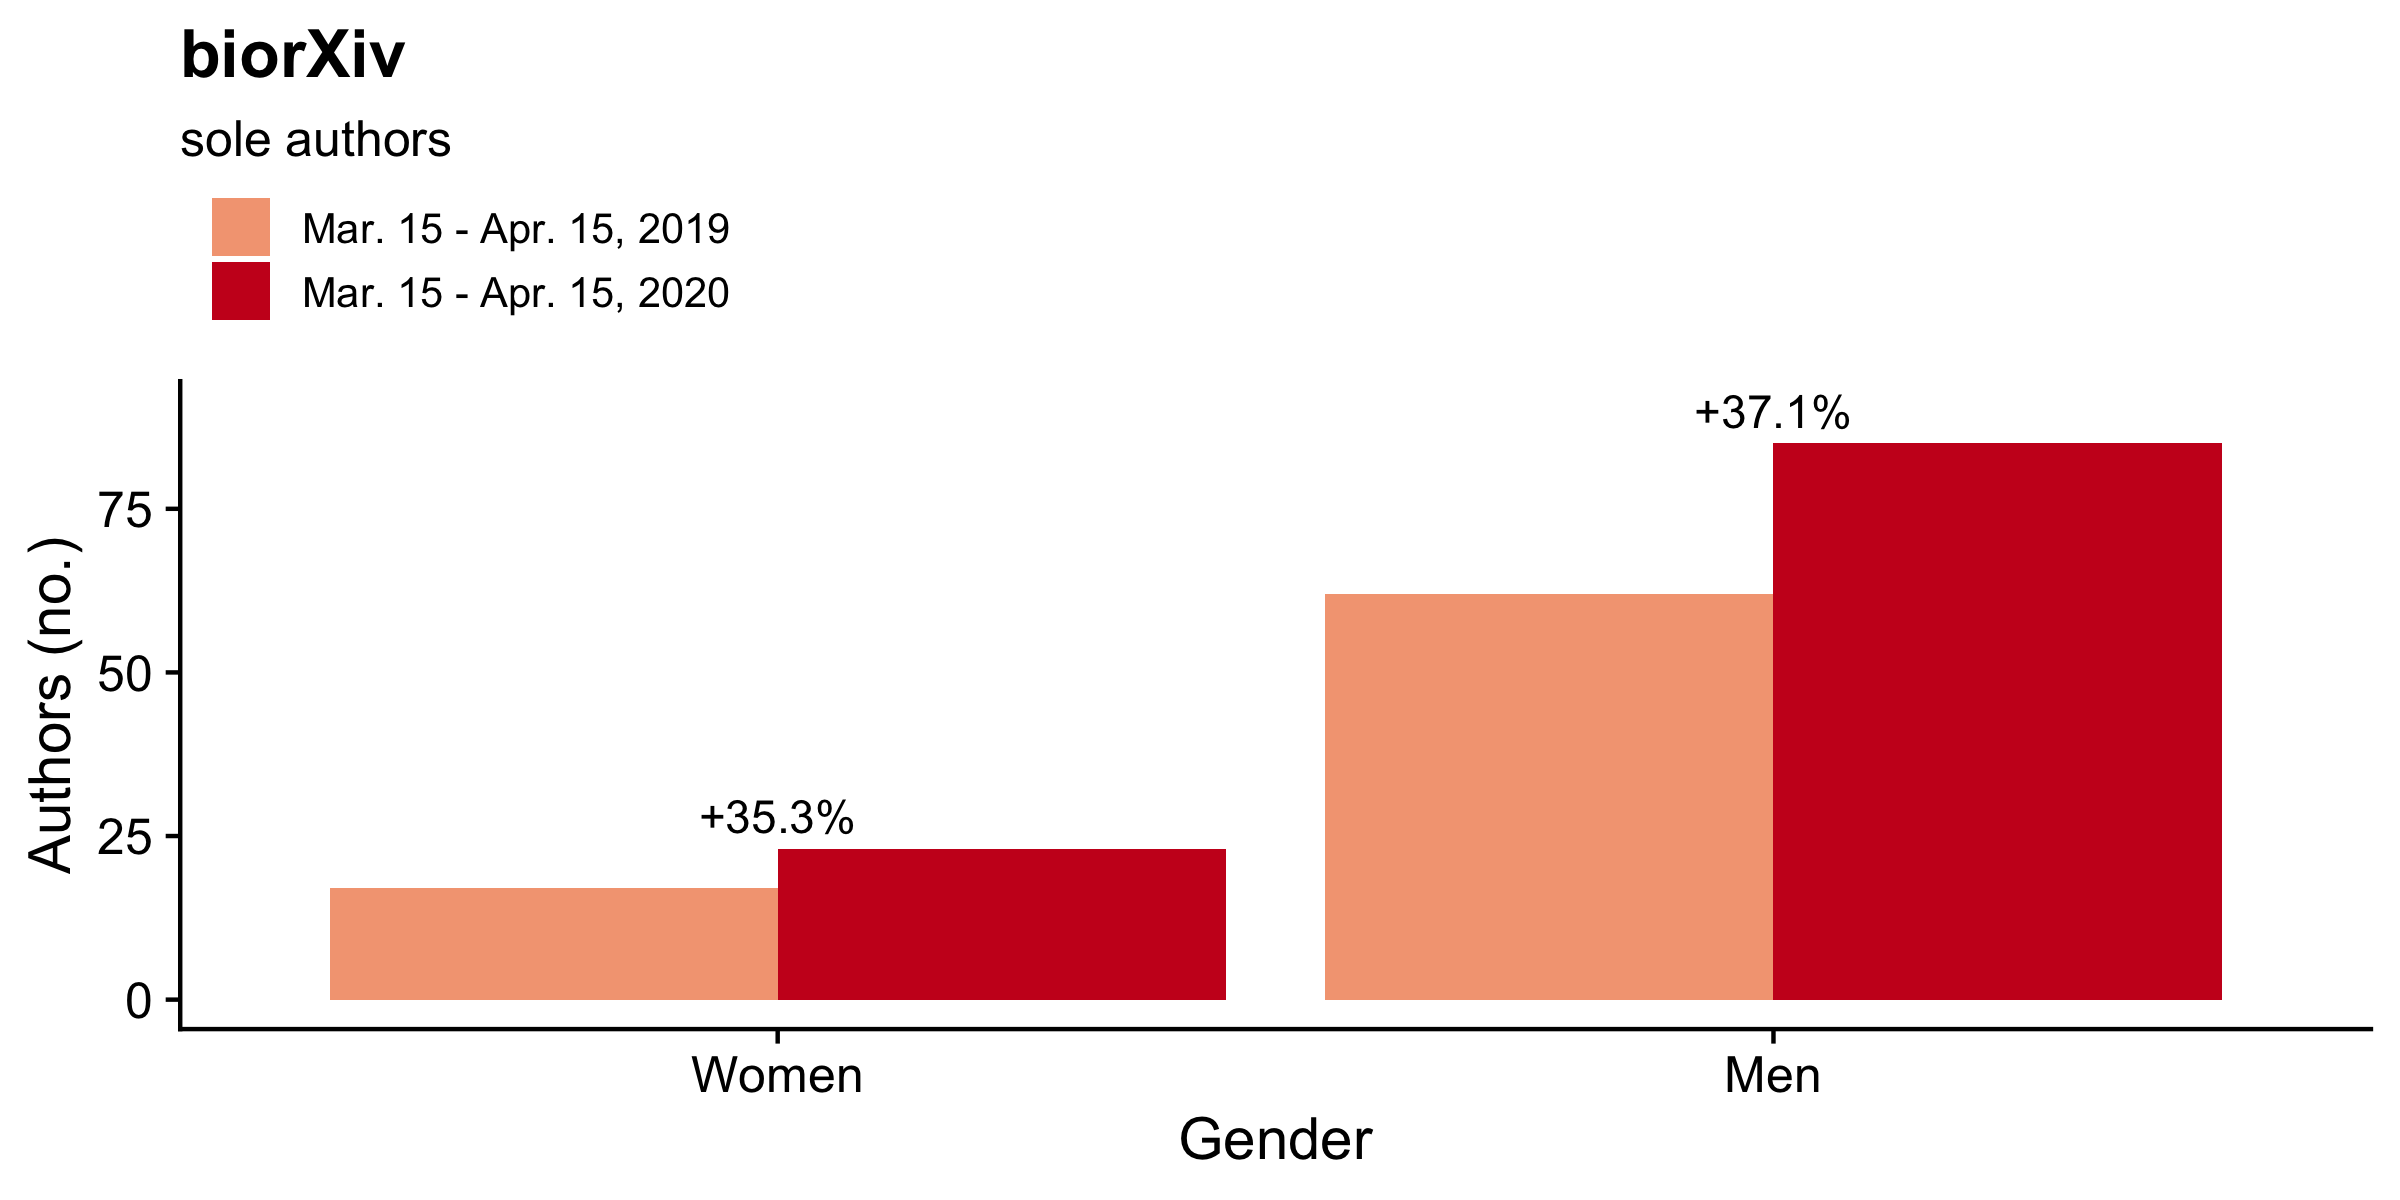 biorXiv
sole authors
Mar. 15 - Apr. 15, 2019
Mar. 15 - Apr. 15, 2020
+37.1%
75
50
+35.3%
25
0
Authors (no.)
Women
Men
Gender